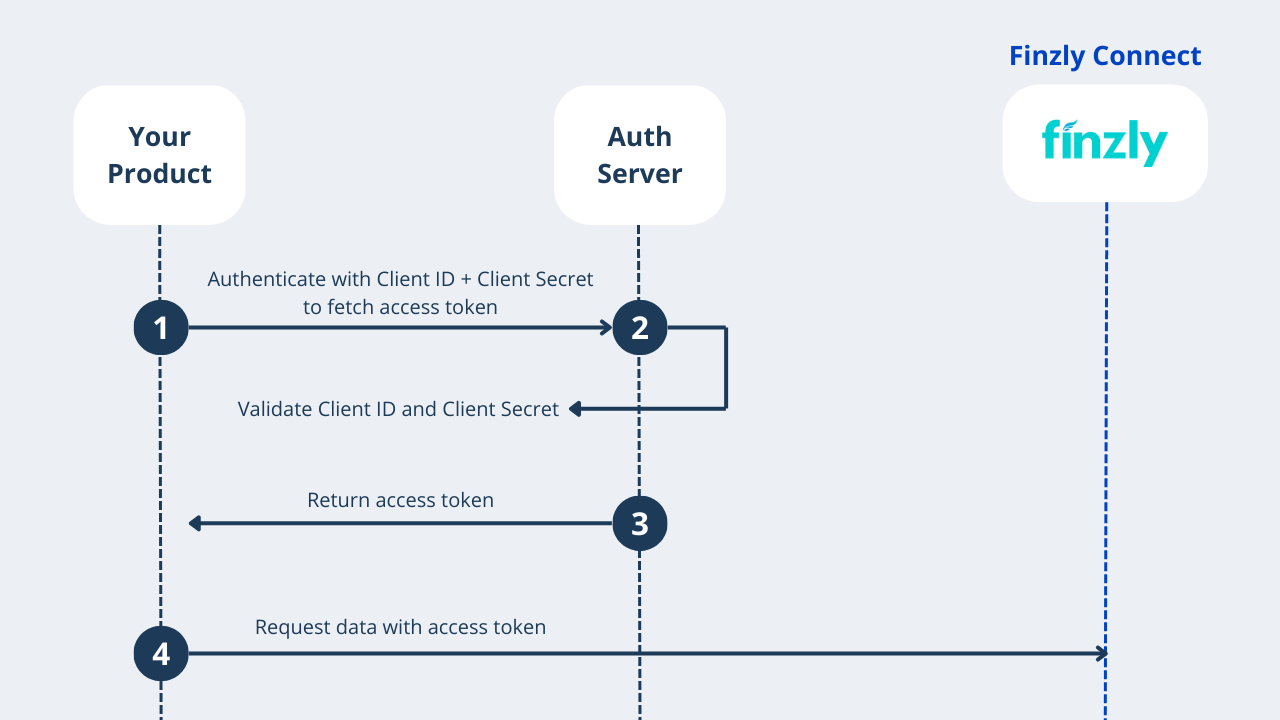 Finzly Connect
Your
Product
Auth
Server
finzly
Authenticate with Client ID + Client Secret
to fetch access token
1
2
Validate Client ID and Client Secret
Return access token
3
Request data with access token
4